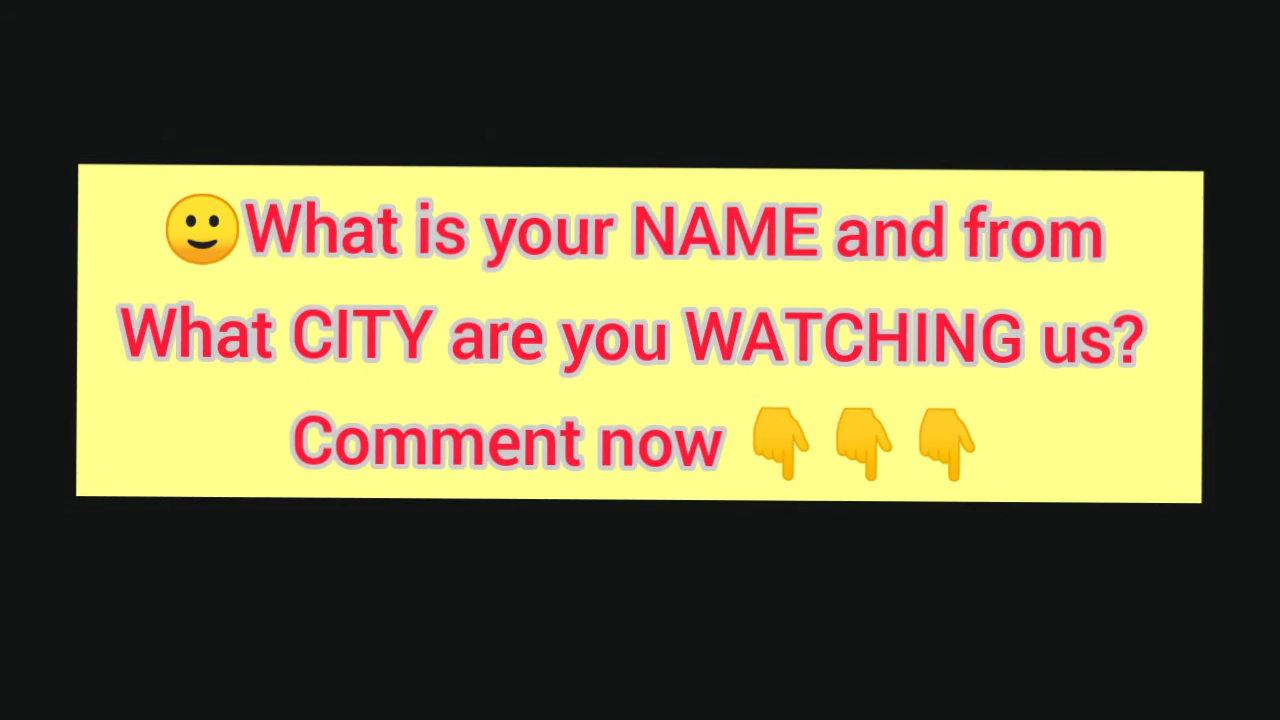 🙂What is your NAME and from
What CITY are you WATCHING us?
Comment now 👇👇👇